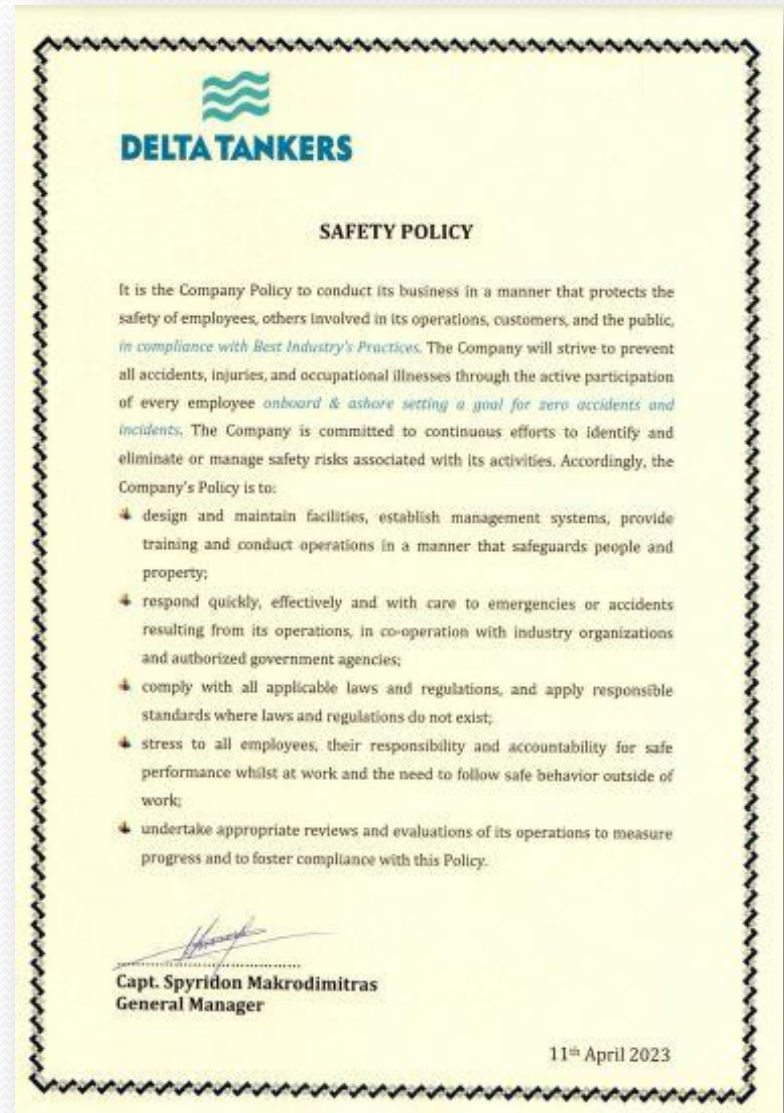 DELTA TANKERS
SAFETY POLICY
It is the Company Policy to conduct its business in a manner that protects the
safety of employees, others involved in its operations, customers, and the public,
in compliance with Best Industry's Practices. The Company will strive to prevent
all accidents, injuries, and occupational illnesses through the active participation
of every employee onboard & ashore setting a goal for zero accidents and
incidents. The Company is committed to continuous efforts to identify and
eliminate or manage safety risks associated with its activities. Accordingly, the
Company's Policy is to:
design and maintain facilities, establish management systems, provide
training and conduct operations in a manner that safeguards people and
property;
respond quickly, effectively and with care to emergencies or accidents
resulting from its operations, in co-operation with industry organizations
and authorized government agencies;
comply with all applicable laws and regulations, and apply responsible
standards where laws and regulations do not exist;
stress to all employees, their responsibility and accountability for safe
performance whilst at work and the need to follow safe behavior outside of
work;
undertake appropriate reviews and evaluations of its operations to measure
progress and to foster compliance with this Policy.
Capt. Spyridon Makrodimitras
General Manager
11th April 2023